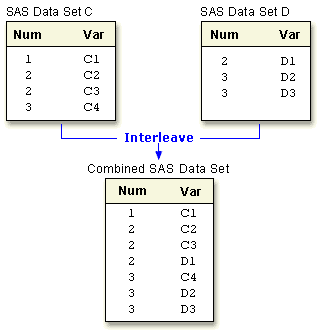 SAS Data Set C
Num Var
1 C1
2 C2
2 C3
3 C4
SAS Data Set D
Num Var
2 D1
3 D2
3 D3
Interleave
Combined SAS Data Set
Num Var
1 C1
2 C2
2 C3
2 D1
3 C4
3 D2
3 D3